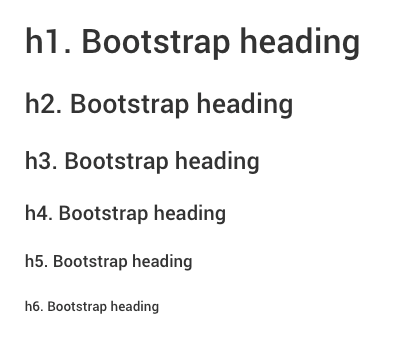 h1. Bootstrap heading
h2. Bootstrap heading
h3. Bootstrap heading
h4. Bootstrap heading
h5. Bootstrap heading
h6. Bootstrap heading